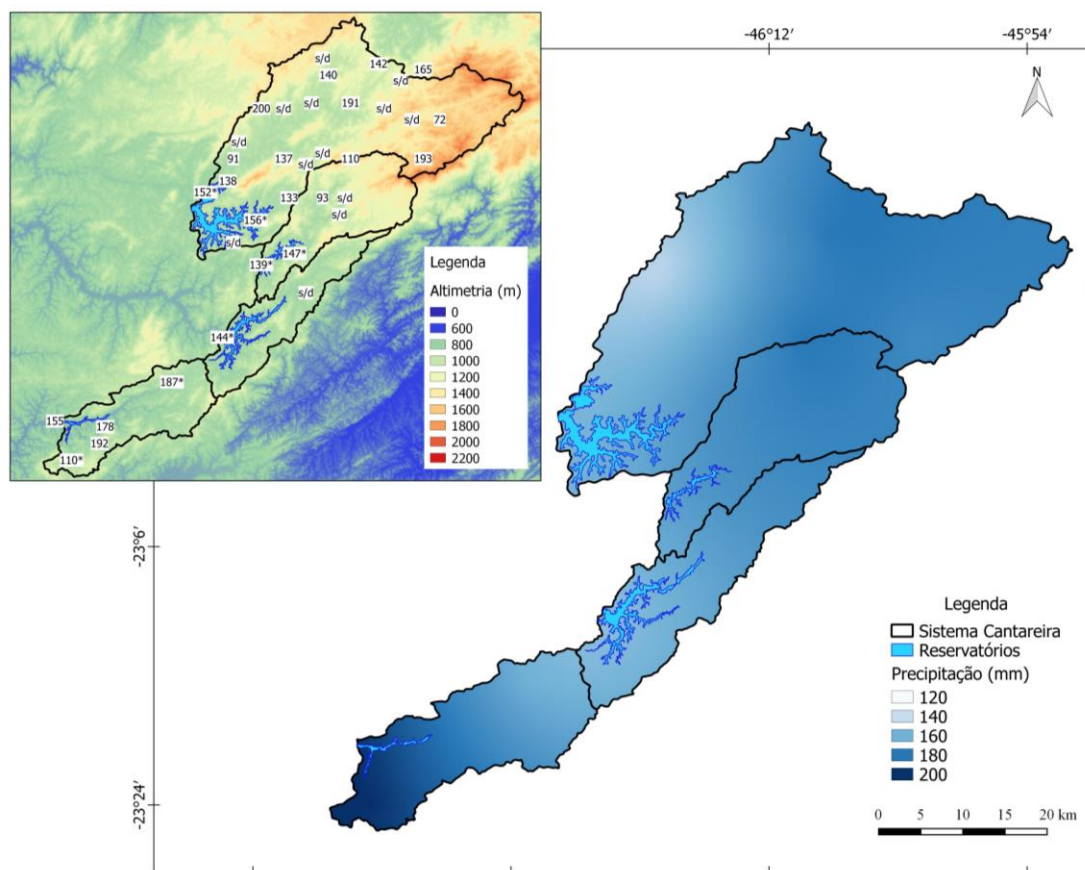 -46°12′ -45°54′
N
s/d 142 165
140 s/d
200 s/d s/d 191 s/d
s/d 72
s/d
91 137 s/d 110 193
s/d
138
152* 133 93 s/d
156* s/d
s/d
139* 147*
s/d
144*
187*
155 178
192
110*
Legenda
Altimetria (m)
0
600
800
1000
1200
1400
1600
1800
2000
2200
-23°6′
-23°24′
Legenda
Sistema Cantareira
Reservatórios
Precipitação (mm)
120
140
160
180
200
0 5 10 15 20 km